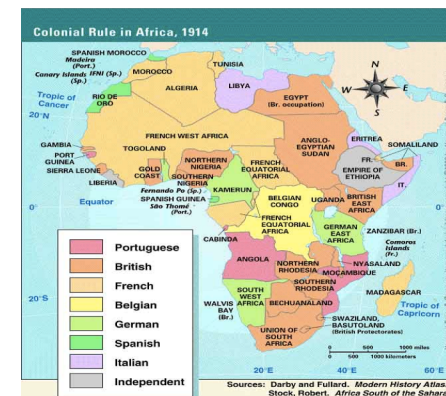 Colonial Rule in Africa, 1914
SPANISH MOROCCO
Madeira
(Port.)
Canary Islands
(Sp.)
IFNI (Sp.)
MOROCCO
TUNISIA
ALGERIA
LIBYA
EGYPT
(Br. occupation)
N
W
E
S
Tropic of
Cancer
RIO DE
ORO
20°N
FRENCH WEST AFRICA
ANGLO-
EGYPTIAN
SUDAN
ERITREA
SOMALILAND
FR.
BR.
IT.
GAMBIA
PORT
GUINEA
SIERRA LEONE
LIBERIA
TOGOLAND
GOLD
COAST
NORTHERN
NIGERIA
SOUTHERN
NIGERIA
FRENCH
EQUATORIAL
AFRICA
EMPIRE OF
ETHIOPIA
Fernando Po (Sp.)
SPANISH GUINEA
São Thomé
(Port.)
KAMERUN
0°
Equator
BELGIAN
CONGO
UGANDA
BRITISH
EAST
AFRICA
0°
FRENCH
EQUATORIAL
AFRICA
CABINDA
GERMAN
EAST
AFRICA
ZANZIBAR (Br.)
Comoros
Islands
(Fr.)
ANGOLA
NORTHERN
RHODESIA
NYASALAND
MOÇAMBIQUE
SOUTHERN
RHODESIA
MADAGASCAR
20°S
SOUTH
WEST
AFRICA
WALVIS
BAY
(Br.)
BECHUANALAND
Tropic of
Capricorn
UNION OF
SOUTH
AFRICA
SWAZILAND,
BASUTOLAND
(British Protectorates)
0 500 1000 miles
0 500 1000 kilometers
20°E
40°E
60°E
Portuguese
British
French
Belgian
German
Spanish
Italian
Independent
Sources: Darby and Fullard. Modern History Atlas
Stock, Robert. Africa South of the Sahara